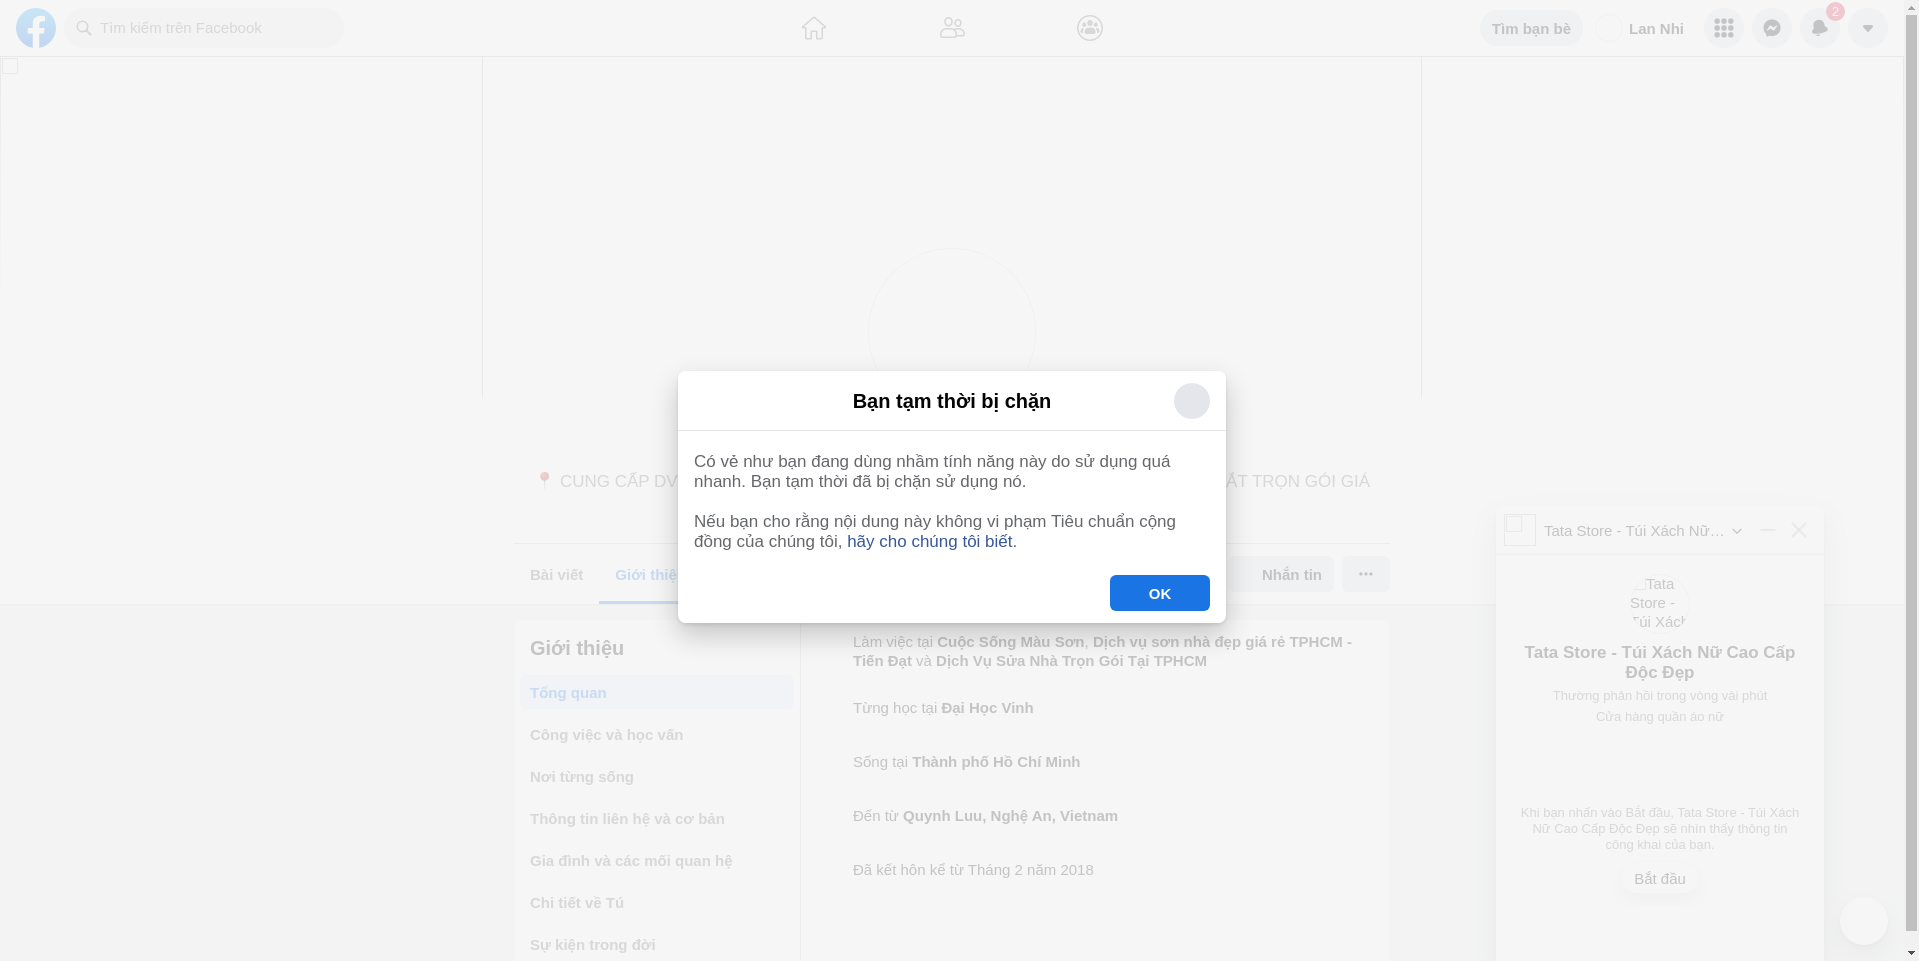 Tìm kiếm trên Facebook
Tìm bạn bè
Lan Nhi
2
Bạn tạm thời bị chặn
Có vẻ như bạn đang dùng nhầm tính năng này do sử dụng quá
nhanh. Bạn tạm thời đã bị chặn sử dụng nó.
Nếu bạn cho rằng nội dung này không vi phạm Tiêu chuẩn cộng
đồng của chúng tôi, hãy cho chúng tôi biết.
OK
📍 CUNG CẤP DV
ẤT TRỌN GÓI GIÁ
Bài viết
Giới thiệ
Nhắn tin
Giới thiệu
Tổng quan
Công việc và học vấn
Nơi từng sống
Thông tin liên hệ và cơ bản
Gia đình và các mối quan hệ
Chi tiết về Tú
Sự kiện trong đời
Làm việc tại Cuộc Sống Màu Sơn, Dịch vụ sơn nhà đẹp giá rẻ TPHCM -
Tiến Đạt và Dịch Vụ Sửa Nhà Trọn Gói Tại TPHCM
Từng học tại Đại Học Vinh
Sống tại Thành phố Hồ Chí Minh
Đến từ Quynh Luu, Nghệ An, Vietnam
Đã kết hôn kể từ Tháng 2 năm 2018
Tata Store - Túi Xách Nữ…
Tata
Store -
Túi Xách
Tata Store - Túi Xách Nữ Cao Cấp
Độc Đẹp
Thường phản hồi trong vòng vài phút
Cửa hàng quần áo nữ
Khi bạn nhấn vào Bắt đầu, Tata Store - Túi Xách
Nữ Cao Cấp Độc Đẹp sẽ nhìn thấy thông tin
công khai của bạn.
Bắt đầu